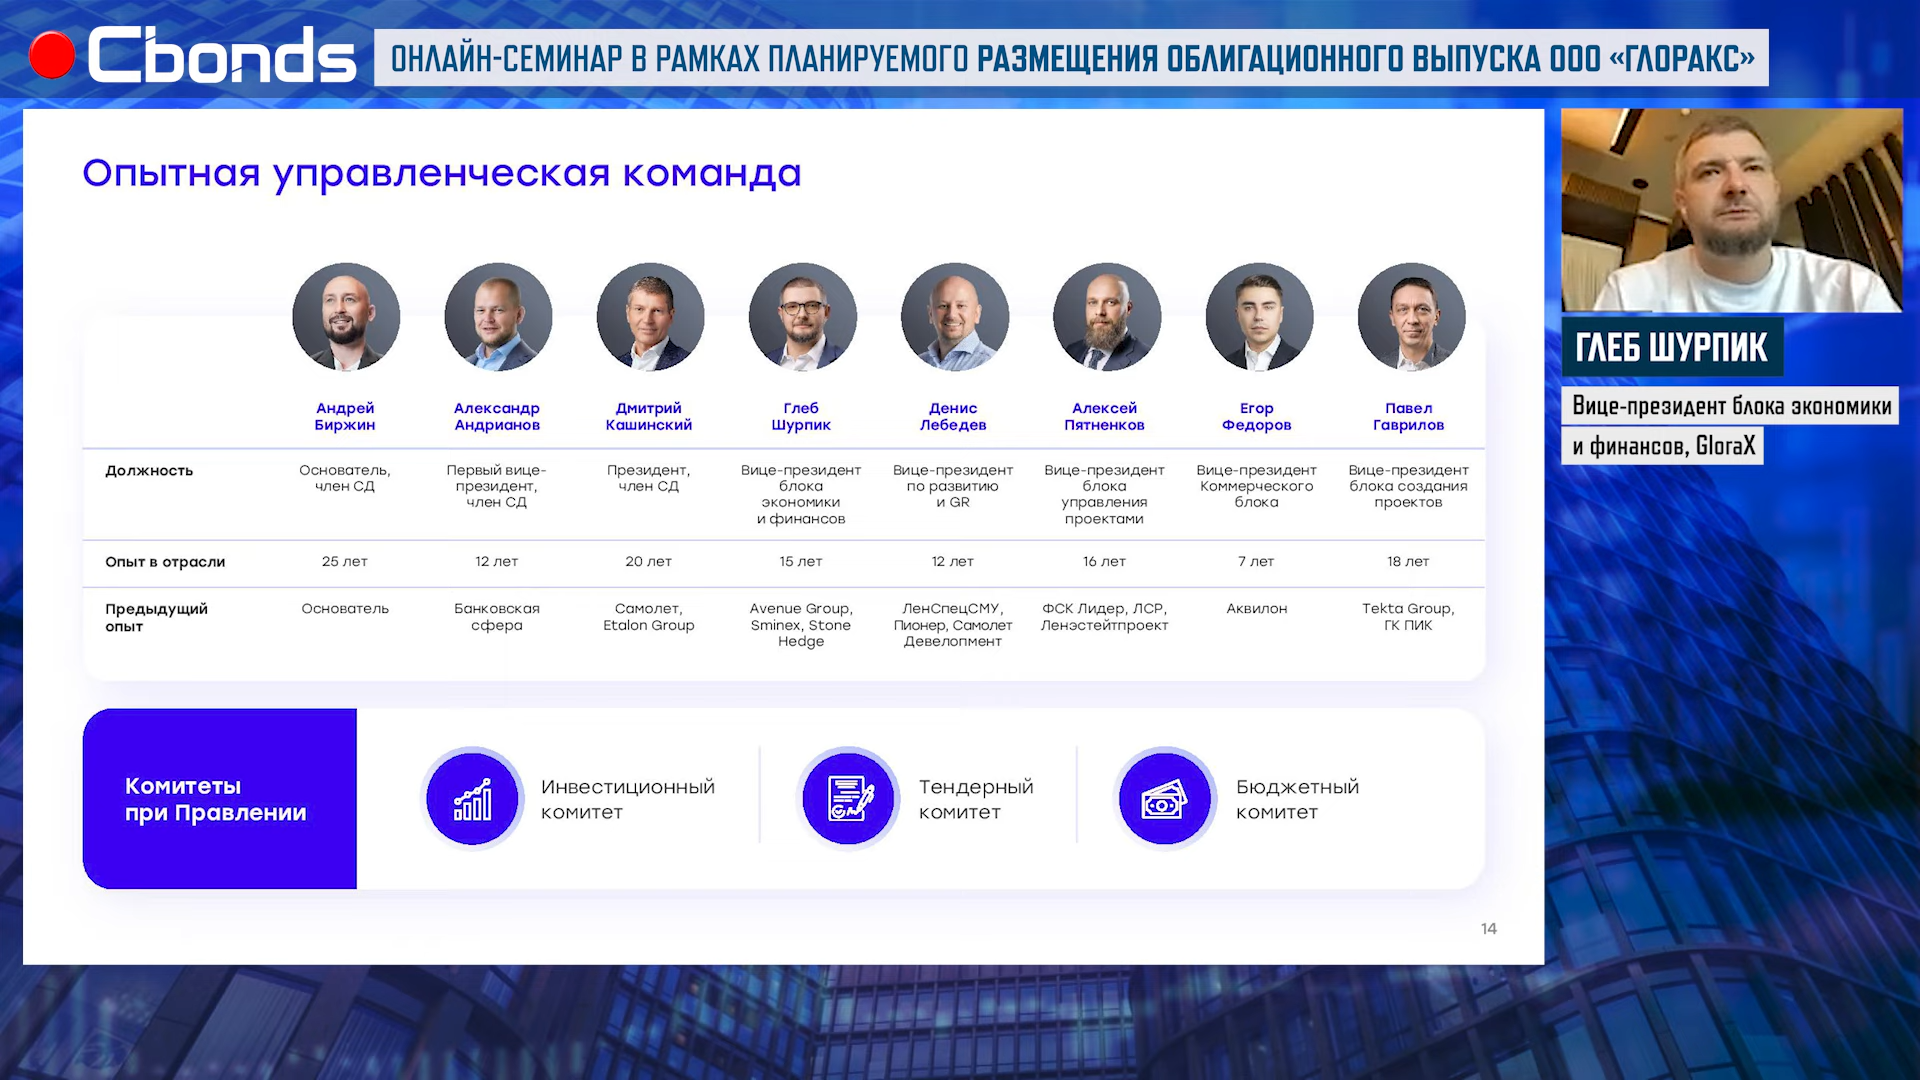 Cbonds
ОНЛАЙН-СЕМИНАР В РАМКАХ ПЛАНИРУЕМОГО РАЗМЕЩЕНИЯ ОБЛИГАЦИОННОГО ВЫПУСКА ООО «ГЛОРАКС»
Опытная управленческая команда
Андрей
Биржин
Александр
Андрианов
Дмитрий
Кашинский
Глеб
Шурпик
Денис
Лебедев
Алексей
Пятненков
Егор
Федоров
Павел
Гаврилов
Должность
Основатель,
член СД
Первый вице-
президент,
член СД
Президент,
член СД
Вице-президент
блока
экономики
и финансов
Вице-президент
по развитию
и GR
Вице-президент
блока
управления
проектами
Вице-президент
Коммерческого
блока
Вице-президент
блока создания
проектов
Опыт в отрасли
25 лет
12 лет
20 лет
15 лет
12 лет
16 лет
7 лет
18 лет
Предыдущий
опыт
Основатель
Банковская
сфера
Самолет,
Etalon Group
Avenue Group,
Sminex, Stone
Hedge
ЛенСпецСМУ,
Пионер, Самолет
Девелопмент
ФСК Лидер, ЛСР,
Ленэстейтпроект
Аквилон
Tekta Group,
ГК ПИК
Комитеты
при Правлении
Инвестиционный
комитет
Тендерный
комитет
Бюджетный
комитет
14
ГЛЕБ ШУРПИК
Вице-президент блока экономики
и финансов, GloraX